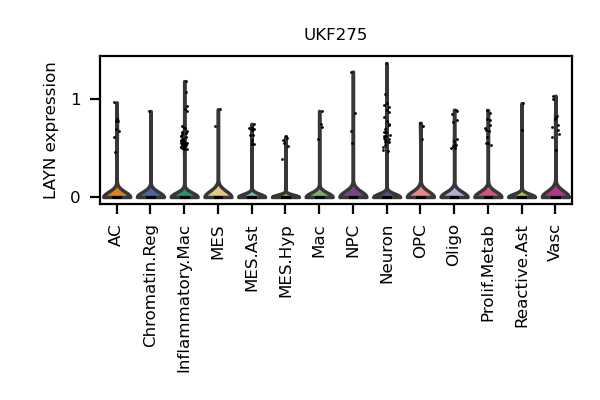 UKF275
LAYN expression
1
0
AC
Chromatin.Reg
Inflammatory.Mac
MES
MES.Ast
MES.Hyp
Mac
NPC
Neuron
OPC
Oligo
Prolif.Metab
Reactive.Ast
Vasc